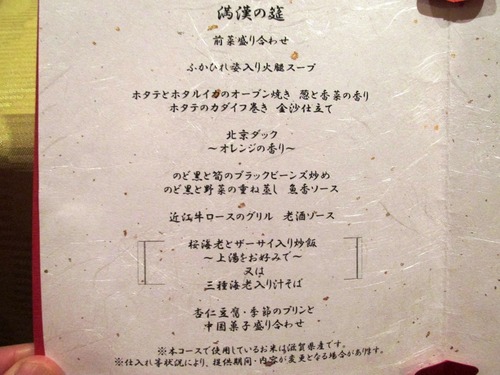 満漢の筵
前菜盛り合わせ
ふかひれ姿入り火腿スープ
ホタテとホタルイカのオーブン焼き 葱と香菜の香り
ホタテのカダイフ巻き 金沙仕立て
北京ダック
～オレンジの香り～
のど黒と筍のブラックビーンズ炒め
のど黒と野菜の重ね蒸し 魚香ソース
近江牛ロースのグリル 老酒ソース
桜海老とザーサイ入り炒飯
～上湯をお好みで～
又は
三種海老入り汁そば
杏仁豆腐・季節のプリンと
中国菓子盛り合わせ
※本コースで使用しているお米は滋賀県産です。
※仕入れ等状況により、提供期間・内容が変更となる場合があります。